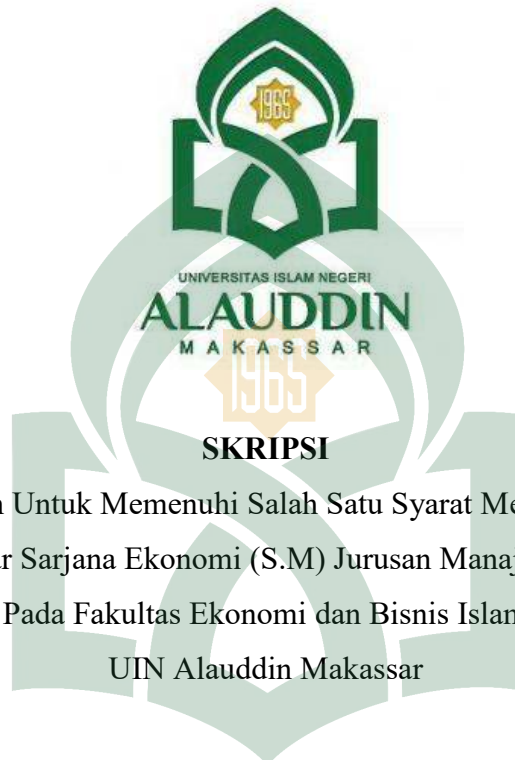 1965
UNIVERSITAS ISLAM NEGERI
ALAUDDIN
MAKASSAR
1965
SKRIPSI
Untuk Memenuhi Salah Satu Syarat
Sarjana Ekonomi (S.M) Jurusan
Pada Fakultas Ekonomi dan Bisnis
UIN Alauddin Makassar